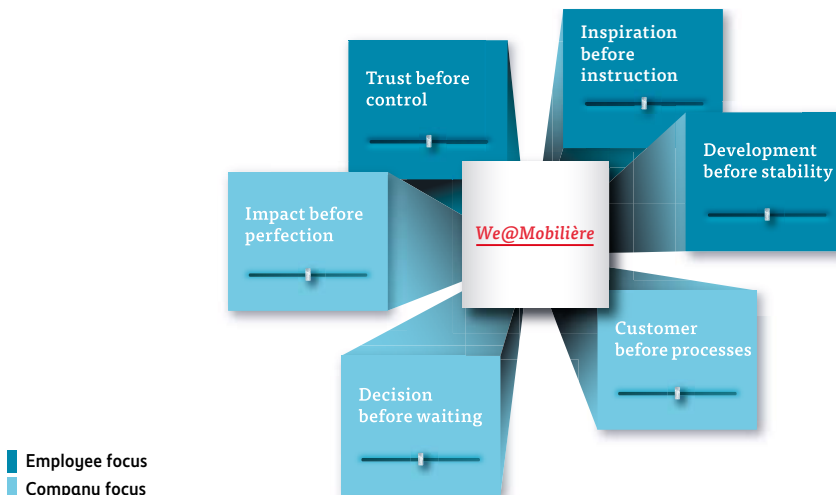 Inspiration
before
instruction
Trust before
control
Development
before stability
Impact before
perfection
We@Mobilière
Customer
before processes
Decision
before waiting
Employee focus
Company focus